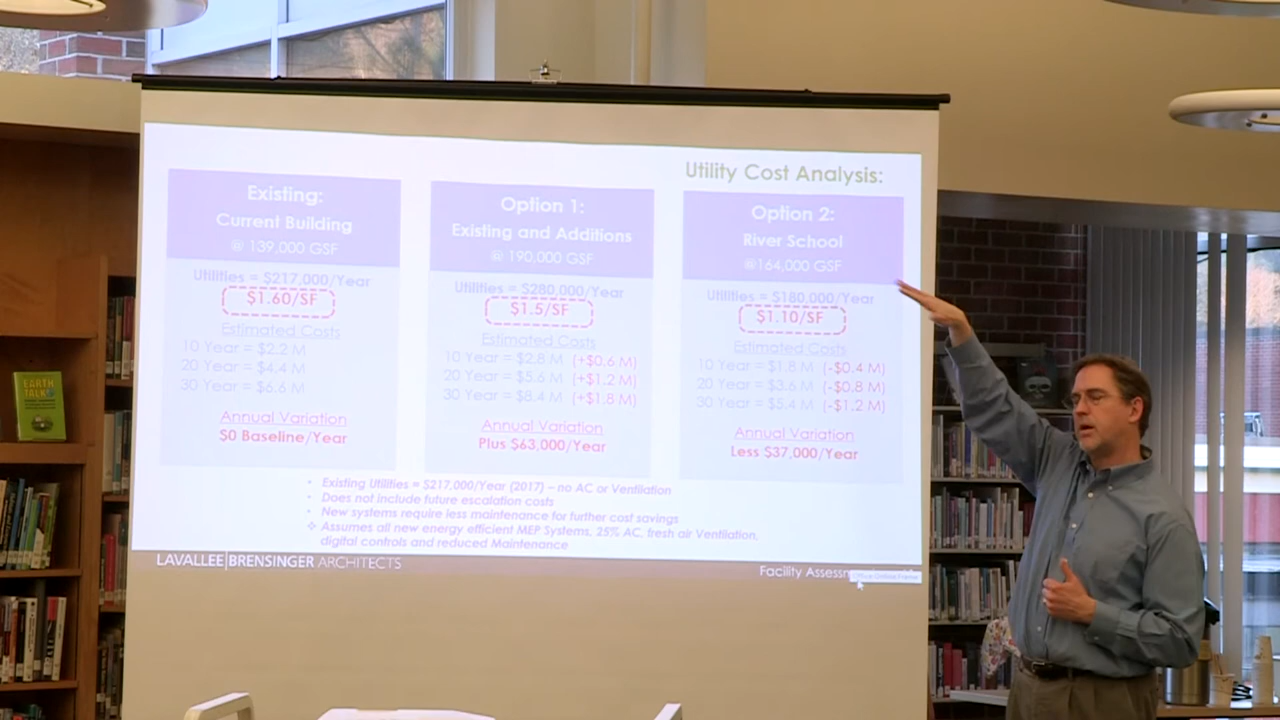 Utility Cost Analysis:
Existing:
Current Building
@ 139,000 GSF
Utilities = $217,000/Year
$1.60/SF
Estimated Costs
10 Year = $2.2 M
20 Year = $4.4 M
30 Year = $6.6 M
Annual Variation
$0 Baseline/Year
Option 1:
Existing and Additions
@ 190,000 GSF
Utilities = $280,000/Year
$1.5/SF
Estimated Costs
10 Year = $2.8 M (+$0.6 M)
20 Year = $5.6 M (+$1.2 M)
30 Year = $8.4 M (+$1.8 M)
Annual Variation
Plus $63,000/Year
Option 2:
River School
@164,000 GSF
Utilities = $180,000/Year
$1.10/SF
Estimated Costs
10 Year = $1.8 M (-$0.4 M)
20 Year = $3.6 M (-$0.8 M)
30 Year = $5.4 M (-$1.2 M)
Annual Variation
Less $37,000/Year
• Existing Utilities = $217,000/Year (2017) – no AC or Ventilation
• Does not include future escalation costs
• New systems require less maintenance for further cost savings
❖ Assumes all new energy efficient MEP Systems, 25% AC, fresh air Ventilation,
digital controls and reduced Maintenance
LAVALLEE|BRENSINGER ARCHITECTS
Facility
EARTH
TALK